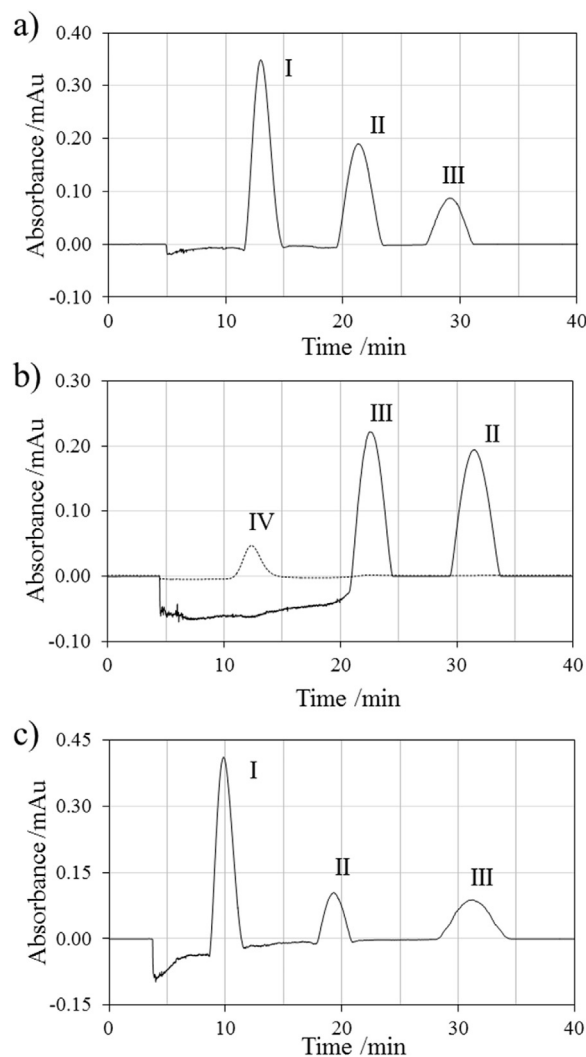 a)
0.40
I
0.30
II
0.20
III
0.10
0.00
-0.10
Absorbance /mAu
0 10 20 30 40
Time /min
b)
0.30
III
II
0.20
0.10
IV
0.00
-0.10
Absorbance /mAu
0 10 20 30 40
Time /min
c)
0.45
I
0.30
II
III
0.15
0.00
-0.15
Absorbance /mAu
0 10 20 30 40
Time /min